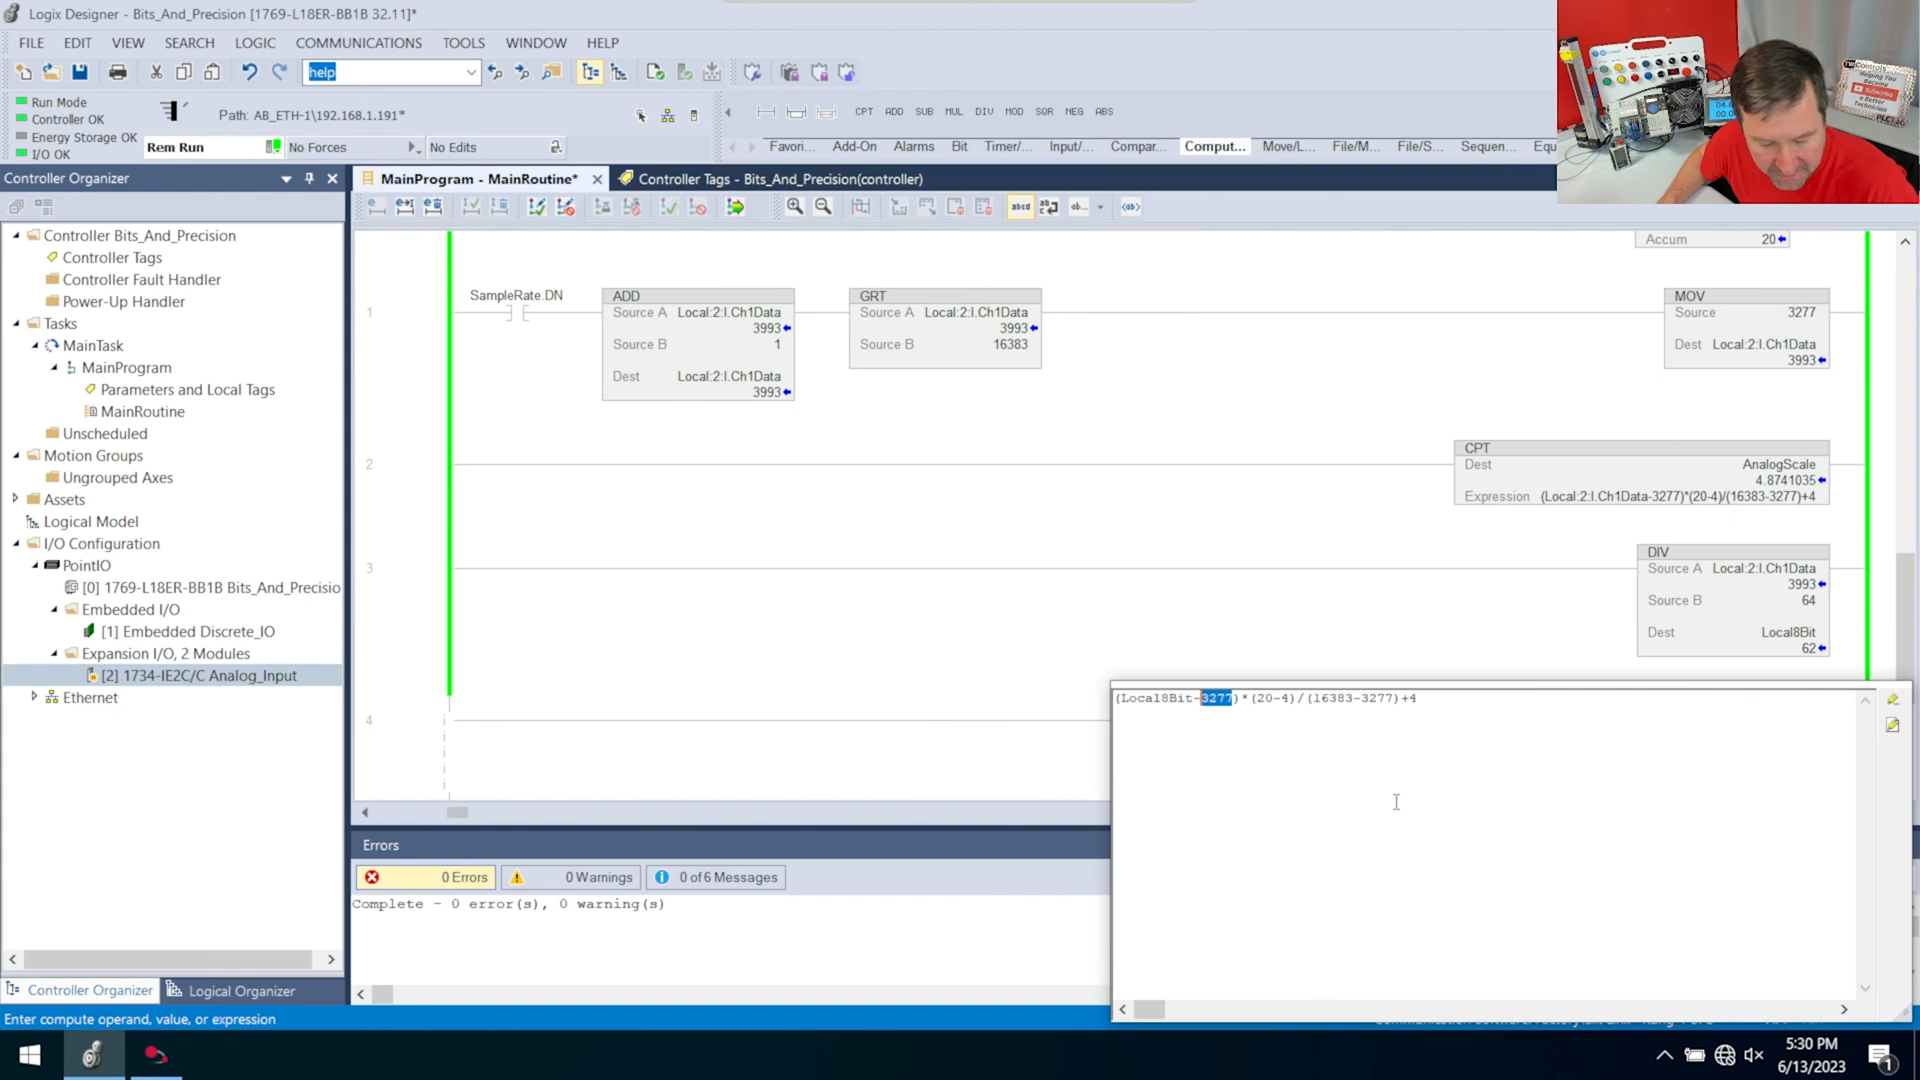 Logix Designer - Bits_And_Precision [1769-L18ER-BB1B 32.11]*
FILE EDIT VIEW SEARCH LOGIC COMMUNICATIONS TOOLS WINDOW HELP
help
Run Mode
Controller OK
Energy Storage OK
I/O OK
Path: AB_ETH-1\192.168.1.191*
Rem Run No Forces No Edits
CPT ADD SUB MUL DIV MOD SQR NEG ABS
Favori... Add-On Alarms Bit Timer/... Input/... Compar... Comput... Move/L... File/M... File/S... Sequen... Equ
Controller Organizer
MainProgram - MainRoutine*
Controller Tags - Bits_And_Precision(controller)
Controller Bits_And_Precision
Controller Tags
Controller Fault Handler
Power-Up Handler
Tasks
MainTask
MainProgram
Parameters and Local Tags
MainRoutine
Unscheduled
Motion Groups
Ungrouped Axes
Assets
Logical Model
I/O Configuration
PointIO
[0] 1769-L18ER-BB1B Bits_And_Precisio
Embedded I/O
[1] Embedded Discrete_IO
Expansion I/O, 2 Modules
[2] 1734-IE2C/C Analog_Input
Ethernet
Accum 20
1
SampleRate.DN
ADD
Source A Local:2:I.Ch1Data
3993
Source B 1
Dest Local:2:I.Ch1Data
3993
GRT
Source A Local:2:I.Ch1Data
3993
Source B 16383
MOV
Source 3277
Dest Local:2:I.Ch1Data
3993
2
CPT
Dest AnalogScale
4.8741035
Expression (Local:2:I.Ch1Data-3277)*(20-4)/(16383-3277)+4
3
DIV
Source A Local:2:I.Ch1Data
3993
Source B 64
Dest Local8Bit
62
4
(Local8Bit-3277)*(20-4)/(16383-3277)+4
Errors
0 Errors 0 Warnings 0 of 6 Messages
Complete - 0 error(s), 0 warning(s)
Controller Organizer Logical Organizer
Enter compute operand, value, or expression
5:30 PM
6/13/2023
1
Controls
Helping You
Become
Subscribe
a Better
Technician